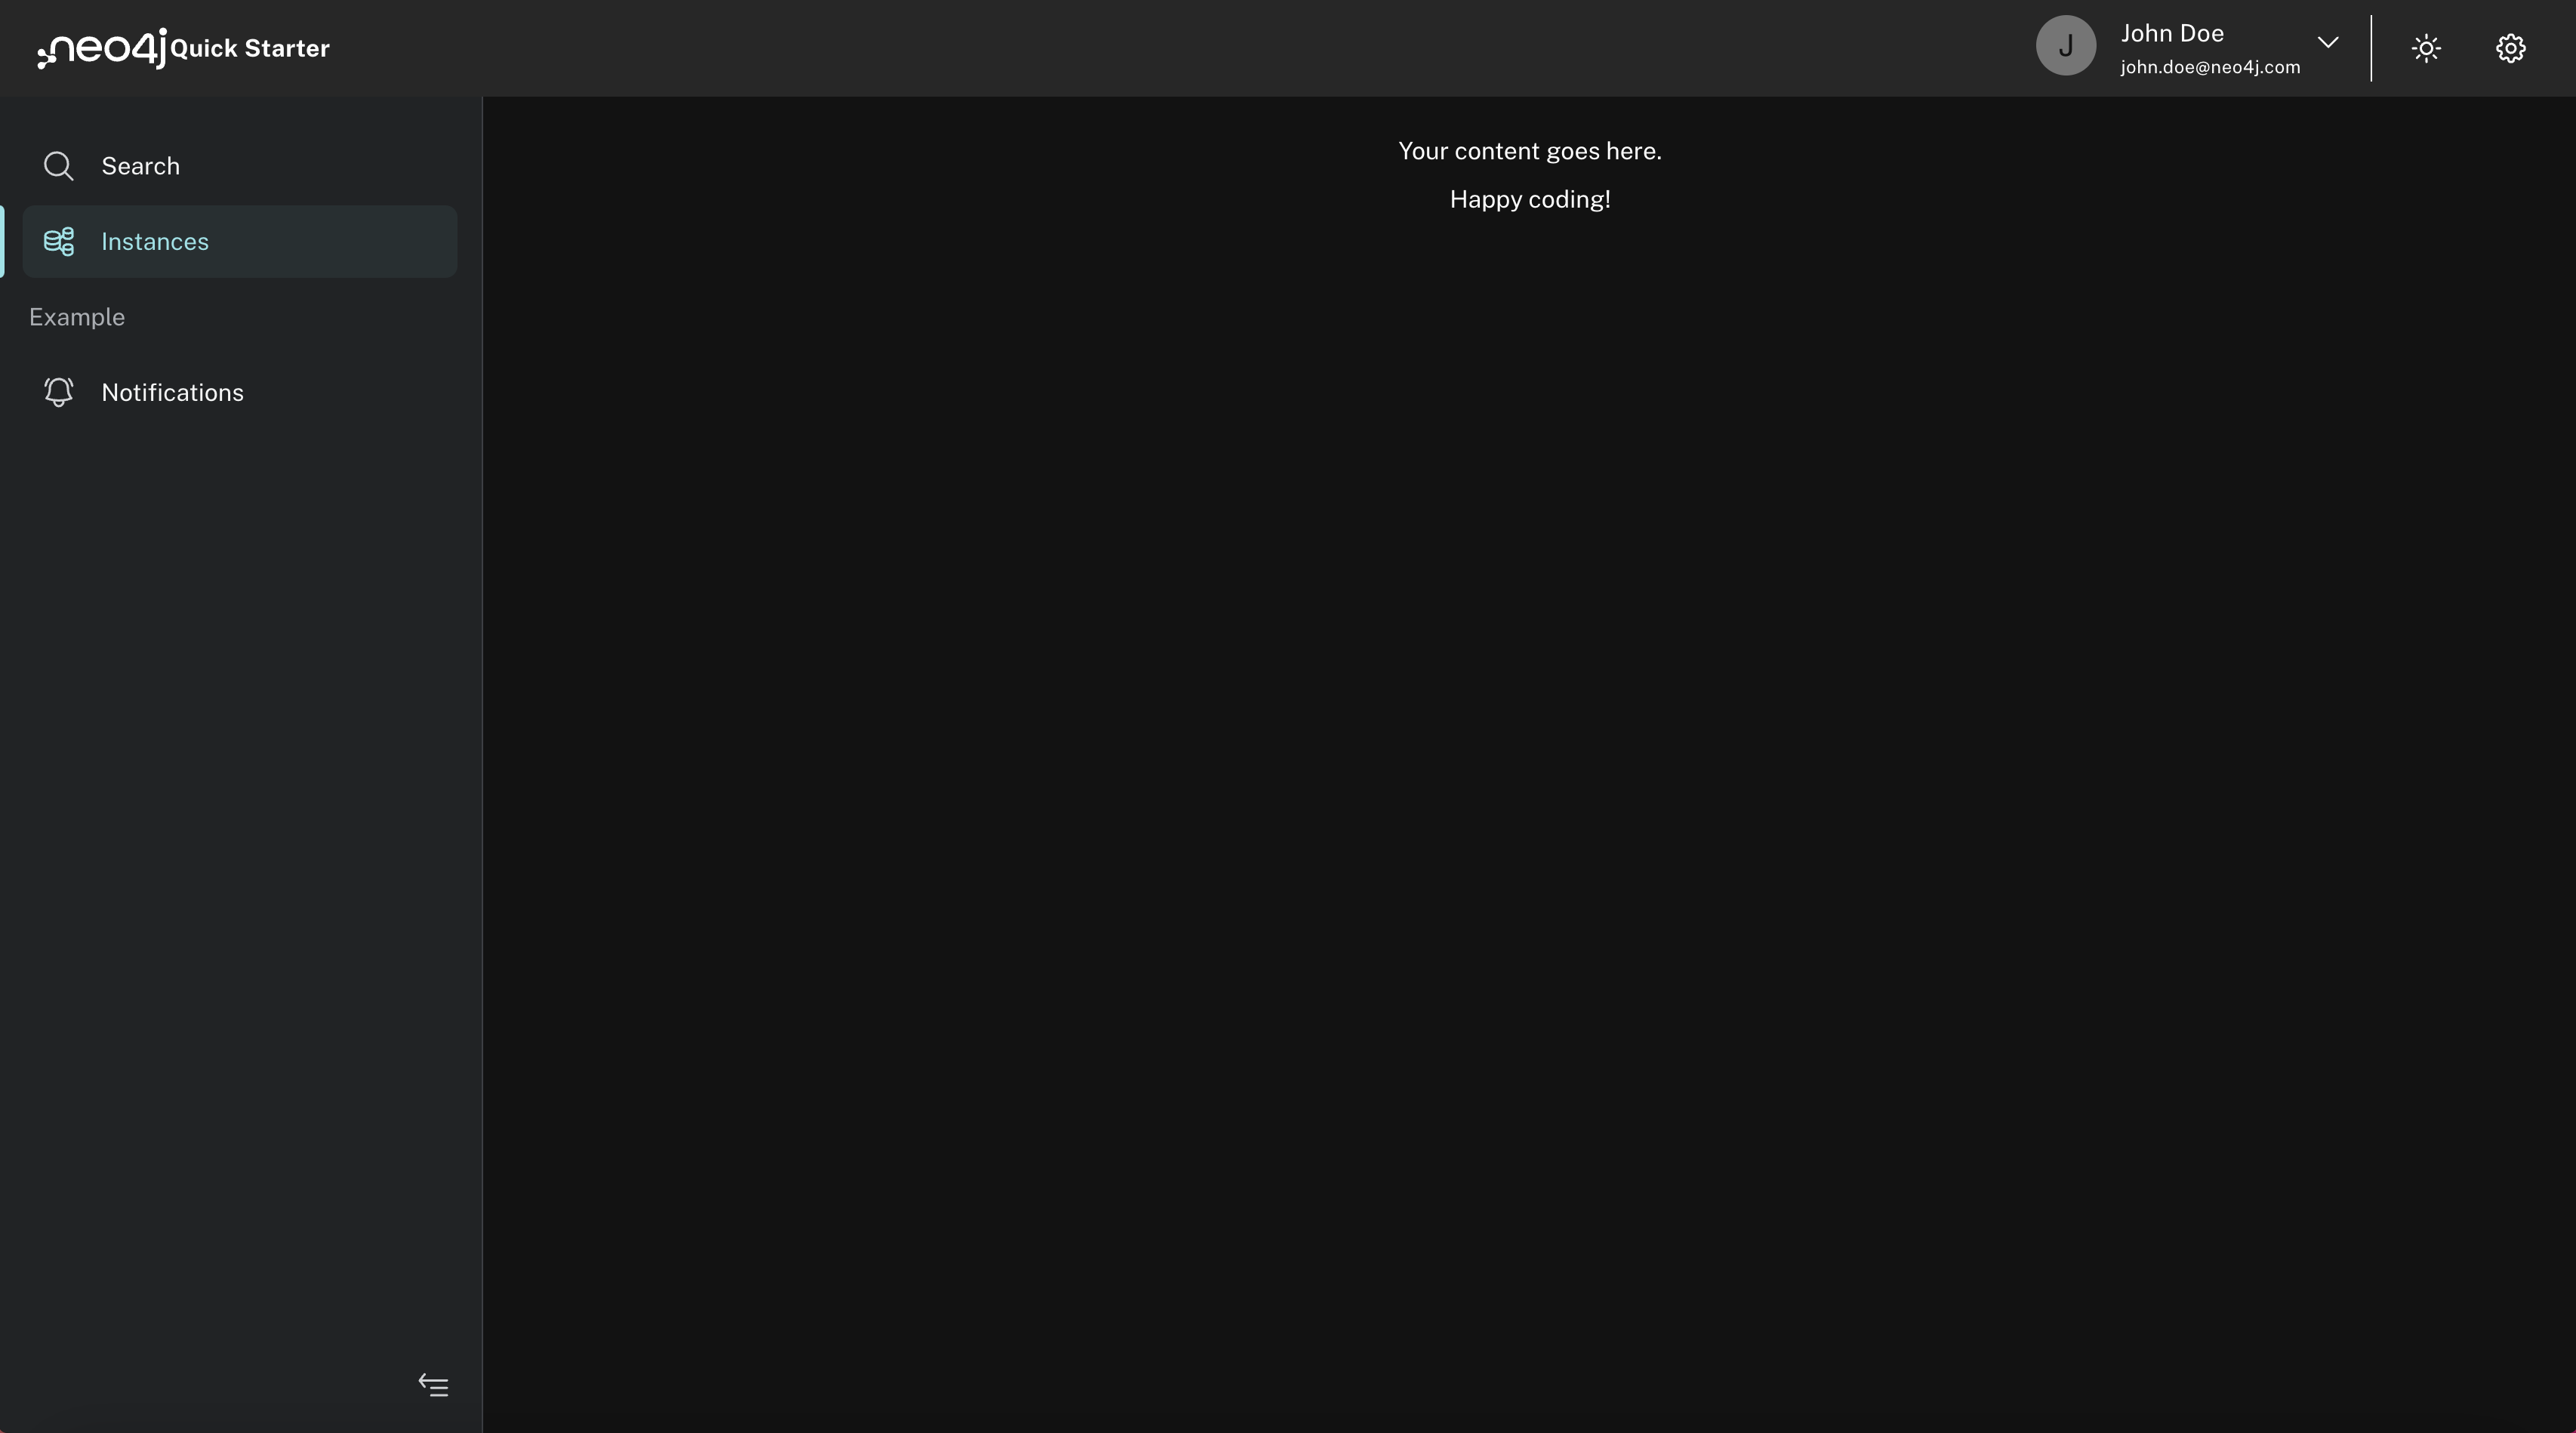 neo4j Quick Starter
J
John Doe
john.doe@neo4j.com
Search
Instances
Example
Notifications
Your content goes here.
Happy coding!